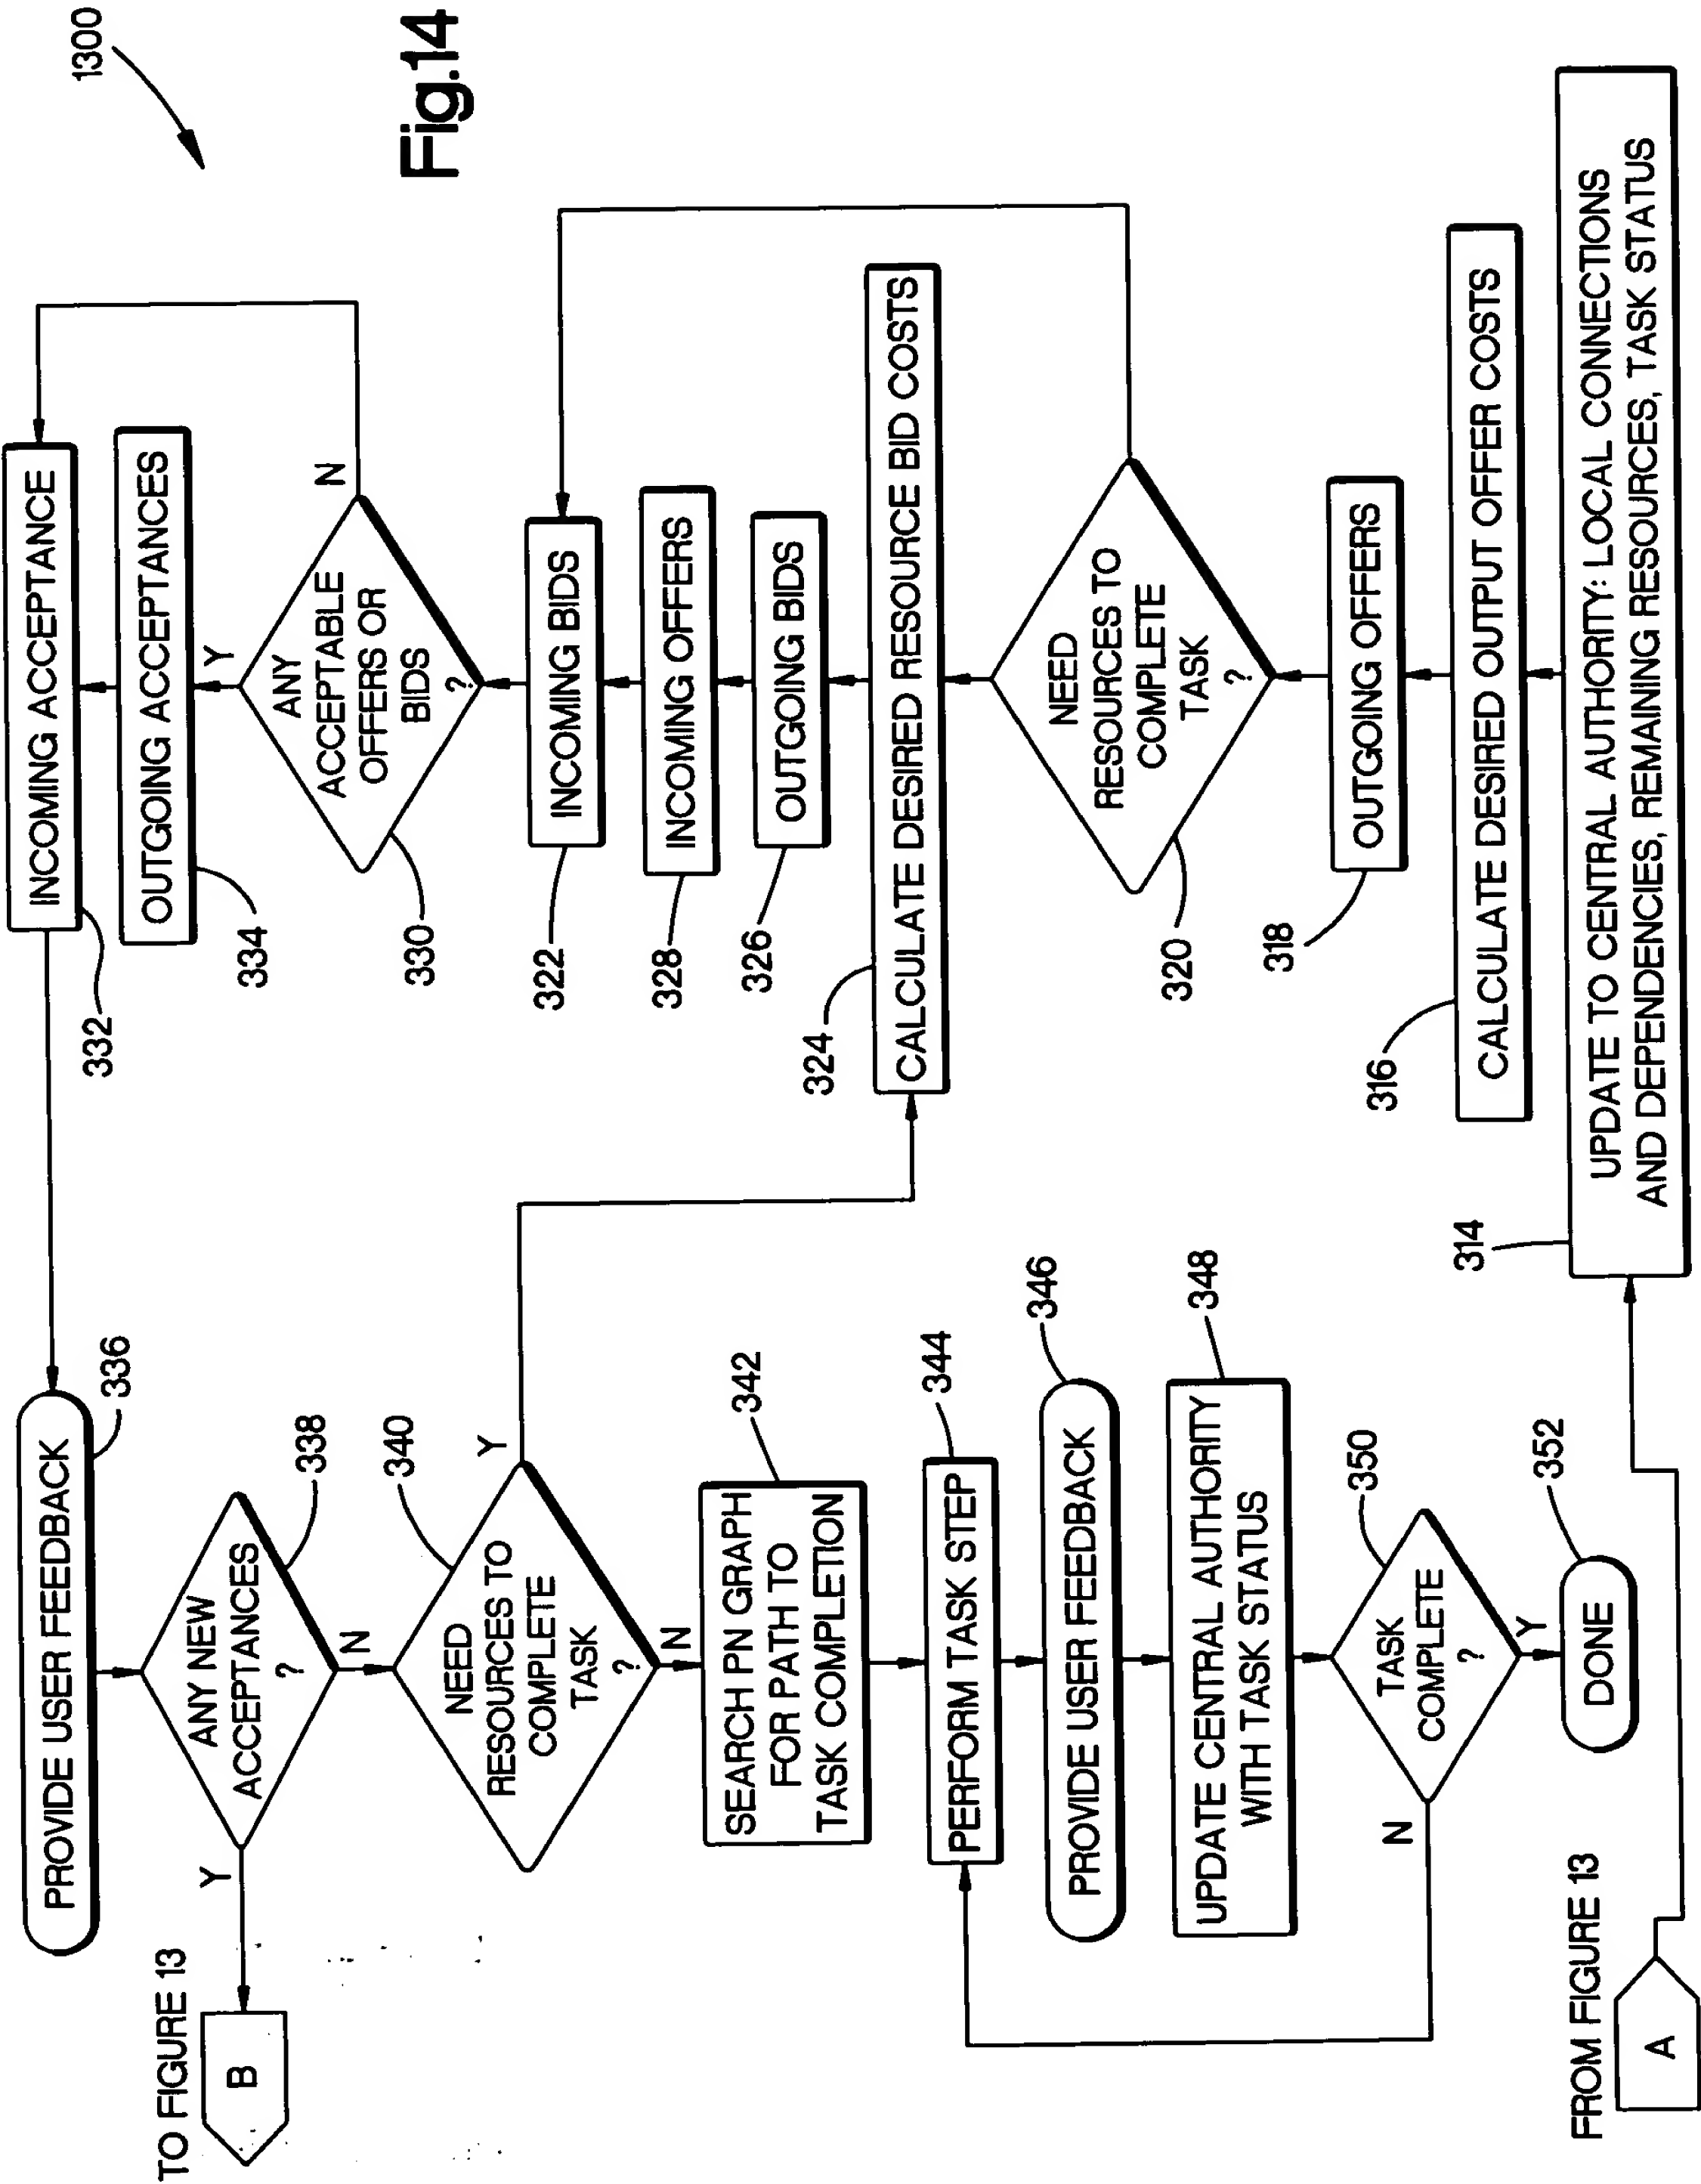 1300
Fig.14
TO FIGURE 13
B
PROVIDE USER FEEDBACK
336
ANY NEW
ACCEPTANCES
?
338
Y
N
NEED
RESOURCES TO
COMPLETE
TASK
?
340
Y
N
SEARCH PN GRAPH
FOR PATH TO
TASK COMPLETION
342
PERFORM TASK STEP
344
PROVIDE USER FEEDBACK
346
UPDATE CENTRAL AUTHORITY
WITH TASK STATUS
348
TASK
COMPLETE
?
350
N
Y
DONE
352
FROM FIGURE 13
A
INCOMING ACCEPTANCE
332
OUTGOING ACCEPTANCES
334
Y
N
ANY
ACCEPTABLE
OFFERS OR
BIDS
?
330
INCOMING BIDS
322
INCOMING OFFERS
328
OUTGOING BIDS
326
CALCULATE DESIRED RESOURCE BID COSTS
324
NEED
RESOURCES TO
COMPLETE
TASK
?
320
OUTGOING OFFERS
318
CALCULATE DESIRED OUTPUT OFFER COSTS
316
UPDATE TO CENTRAL AUTHORITY: LOCAL CONNECTIONS
AND DEPENDENCIES, REMAINING RESOURCES, TASK STATUS
314